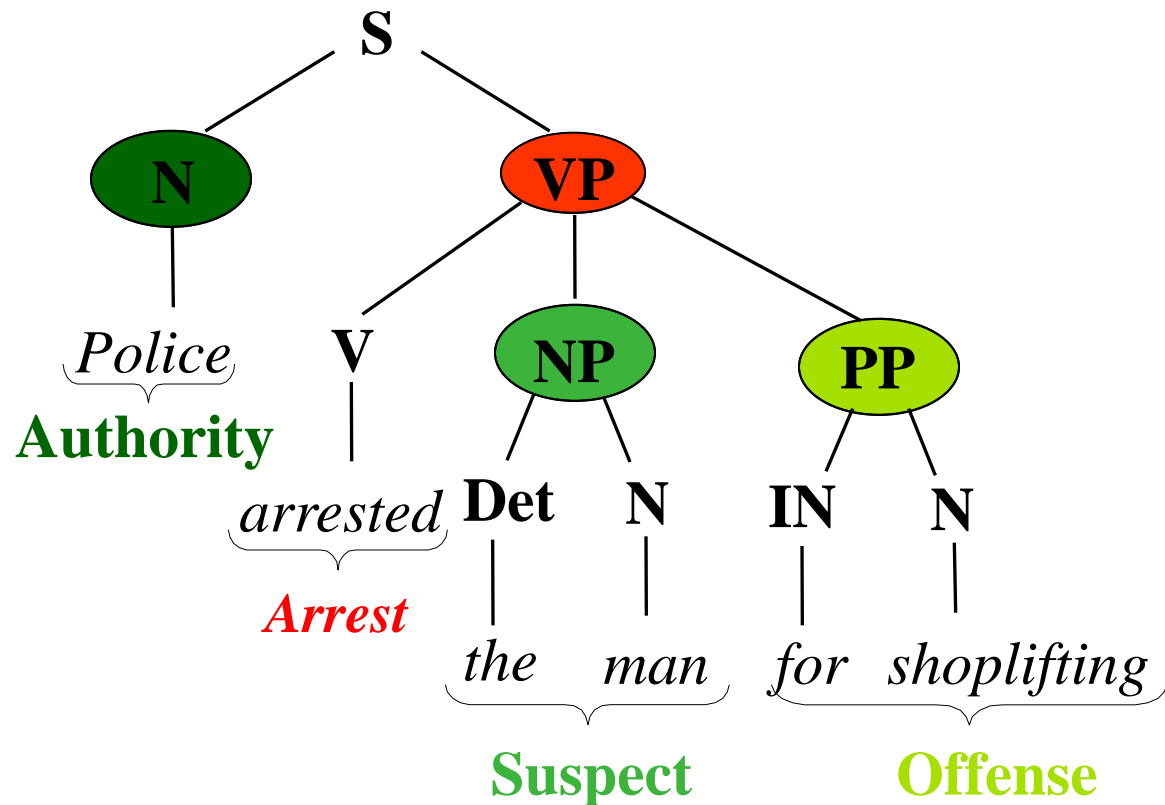 S
N VP
Police V NP PP
Authority
arrested Det N IN N
Arrest
the man for shoplifting
Suspect Offense